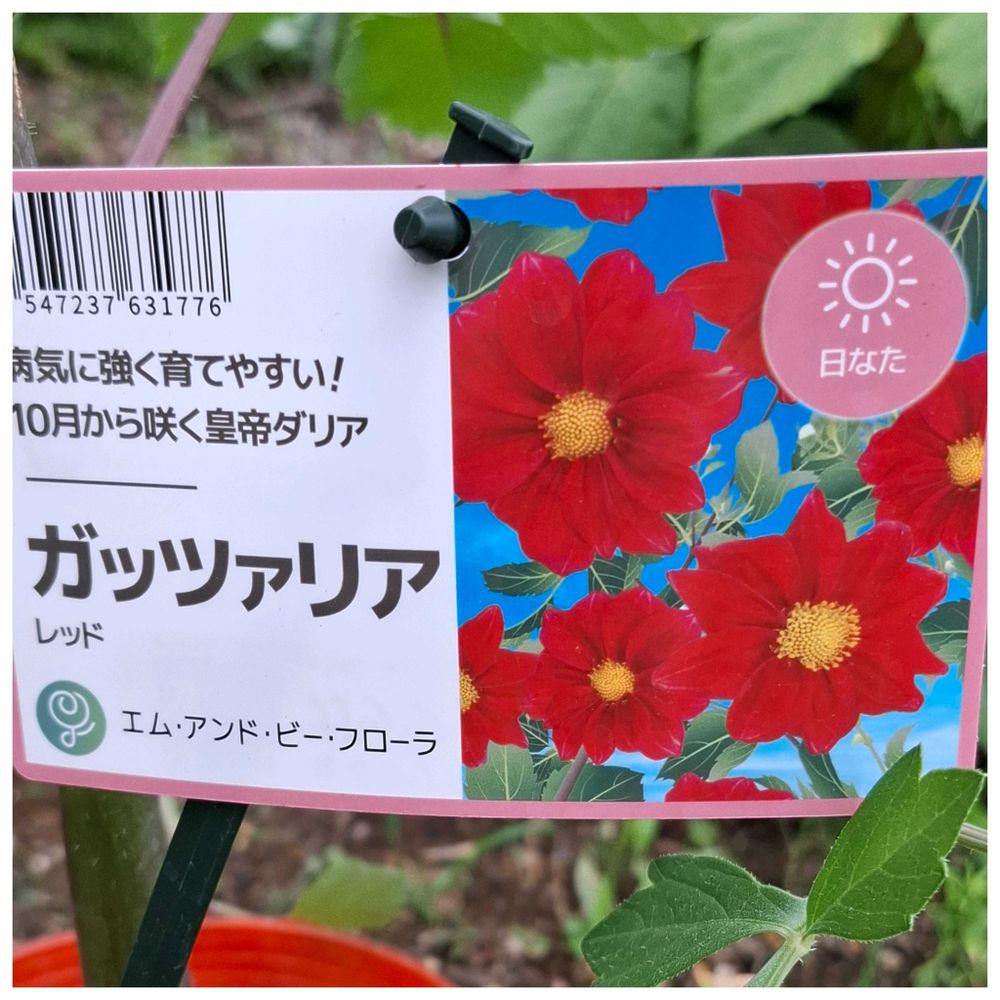 547237 631776
病気に強く育てやすい!
10月から咲く皇帝ダリア
ガッツァリア
レッド
エム・アンド・ビー・フローラ
日なた